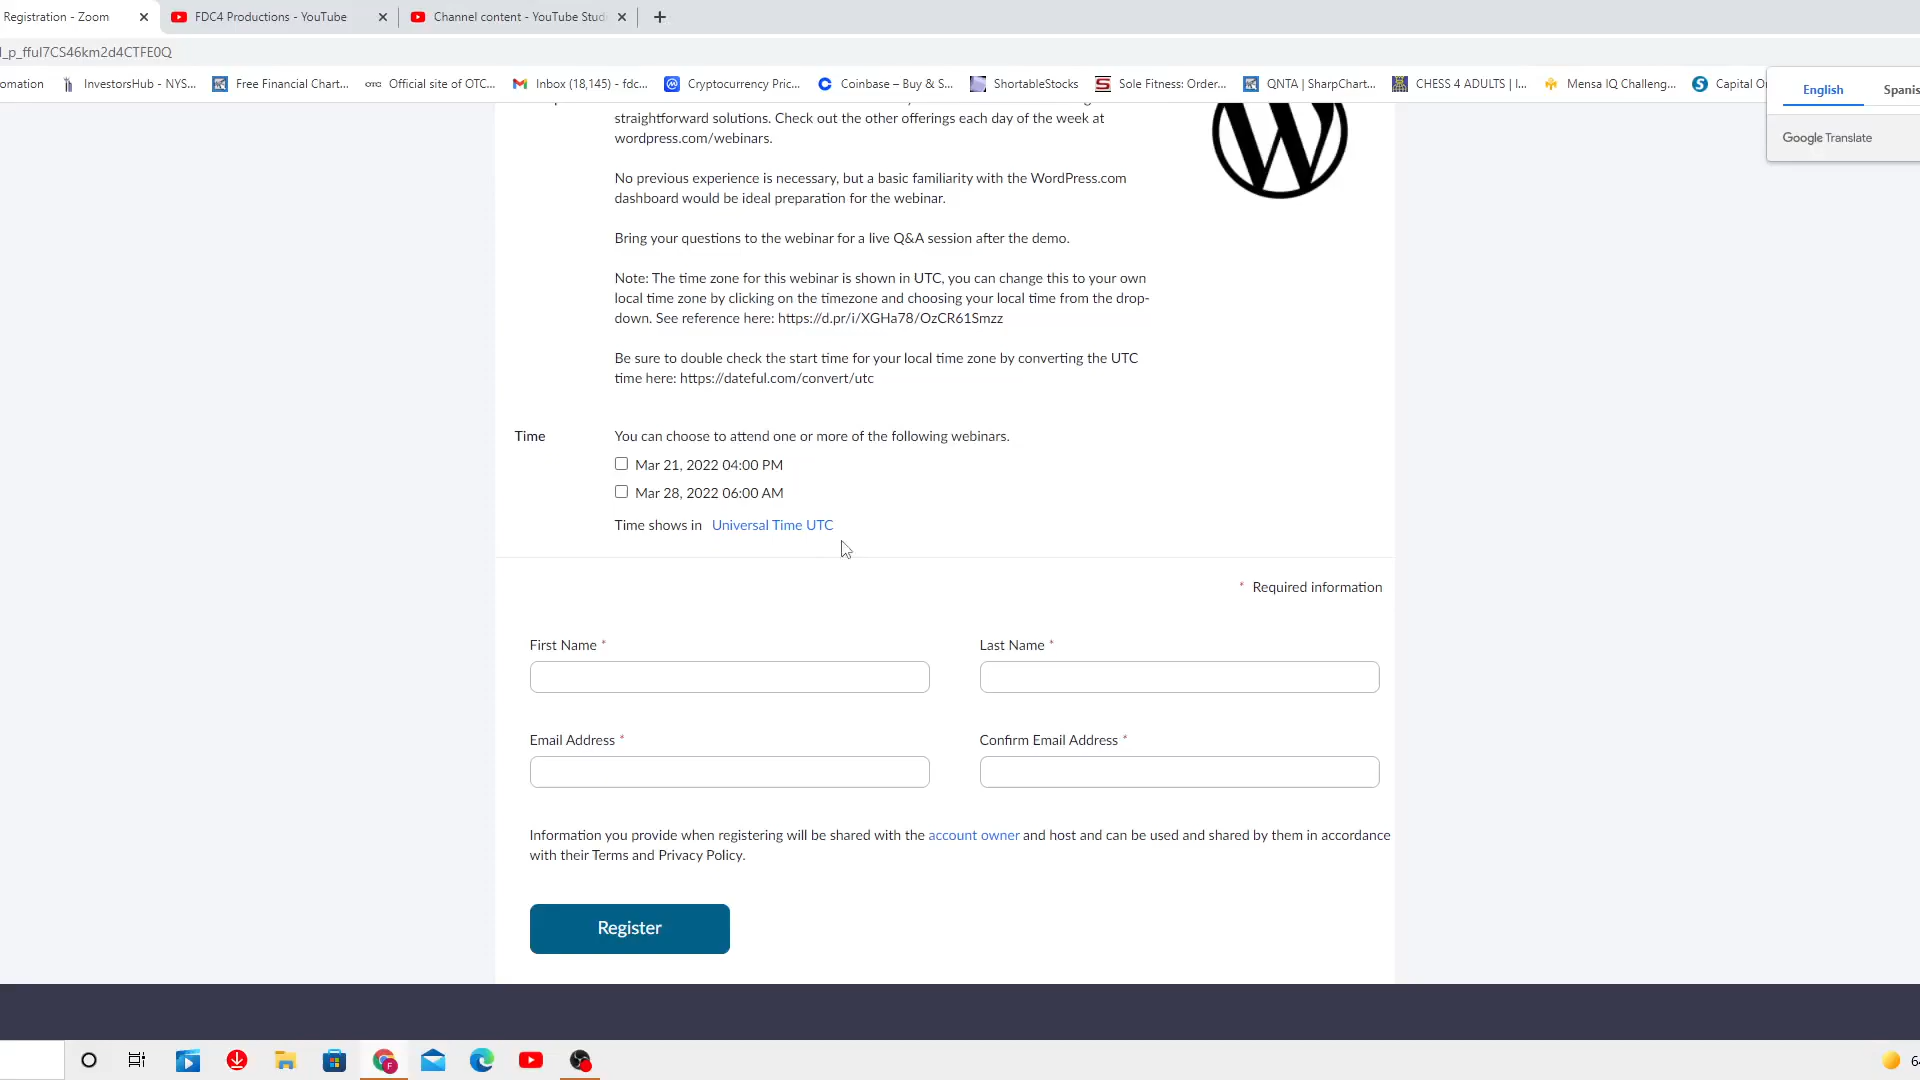 Registration - Zoom
FDC4 Productions - YouTube
Channel content - YouTube Stud
l_p_fful7CS46km2d4CTFE0Q
omation
InvestorsHub - NYS...
Free Financial Chart...
OTC
Official site of OTC...
Inbox (18,145) - fdc...
Cryptocurrency Pric...
Coinbase – Buy & S...
ShortableStocks
Sole Fitness: Order...
QNTA | SharpChart...
CHESS 4 ADULTS | I...
Mensa IQ Challeng...
Capital O
English
Spanis
Google Translate
straightforward solutions. Check out the other offerings each day of the week at
wordpress.com/webinars.
No previous experience is necessary, but a basic familiarity with the WordPress.com
dashboard would be ideal preparation for the webinar.
Bring your questions to the webinar for a live Q&A session after the demo.
Note: The time zone for this webinar is shown in UTC, you can change this to your own
local time zone by clicking on the timezone and choosing your local time from the drop-
down. See reference here: https://d.pr/i/XGHa78/OzCR61Smzz
Be sure to double check the start time for your local time zone by converting the UTC
time here: https://dateful.com/convert/utc
Time
You can choose to attend one or more of the following webinars.
Mar 21, 2022 04:00 PM
Mar 28, 2022 06:00 AM
Time shows in Universal Time UTC
* Required information
First Name *
Last Name *
Email Address *
Confirm Email Address *
Information you provide when registering will be shared with the account owner and host and can be used and shared by them in accordance
with their Terms and Privacy Policy.
Register